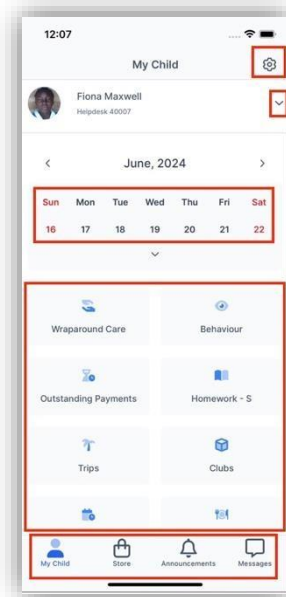 12:07
My Child
Fiona Maxwell
Helpdesk 40007
June, 2024
Sun Mon Tue Wed Thu Fri Sat
16 17 18 19 20 21 22
Wraparound Care Behaviour
Outstanding Payments Homework - S
Trips Clubs
My Child Store Announcements Messages